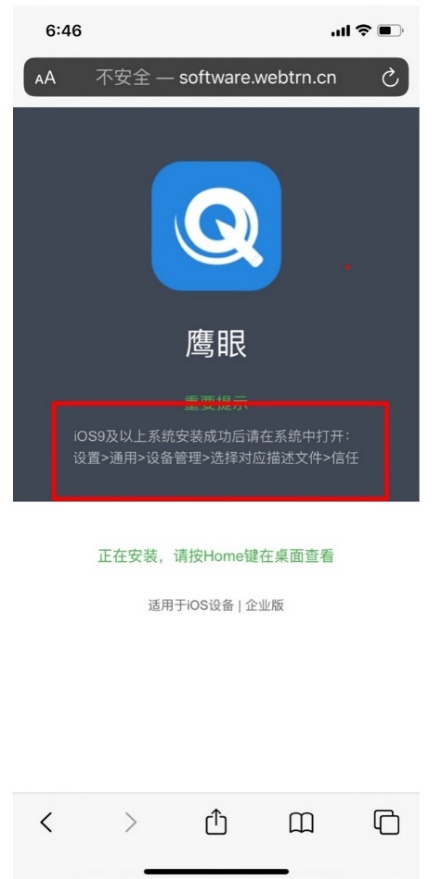 6:46
AA 不安全 — software.webtrn.cn
鹰眼
重要提示
iOS9及以上系统安装成功后请在系统中打开：
设置>通用>设备管理>选择对应描述文件>信任
正在安装，请按Home键在桌面查看
适用于iOS设备 | 企业版